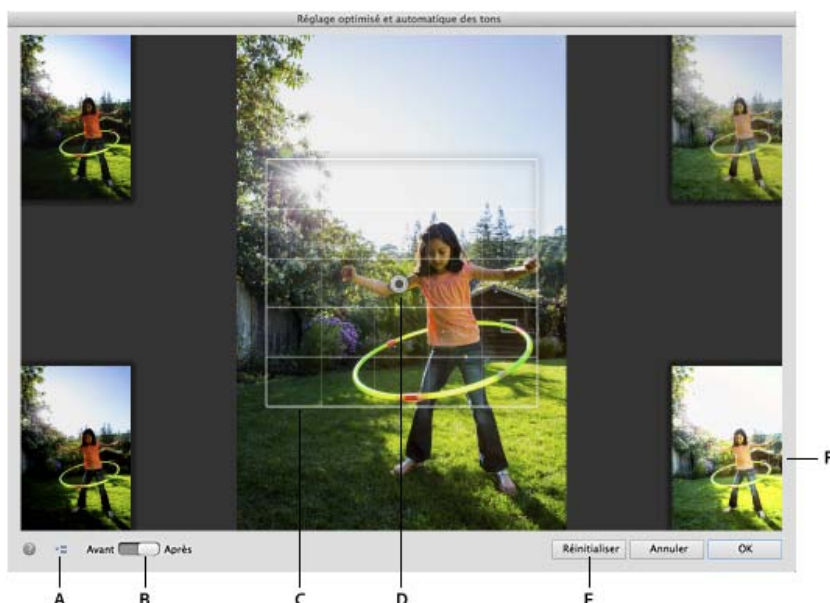 Réglage optimisé et automatique des tons
F
? Avant Après Réinitialiser Annuler OK
A B C D E